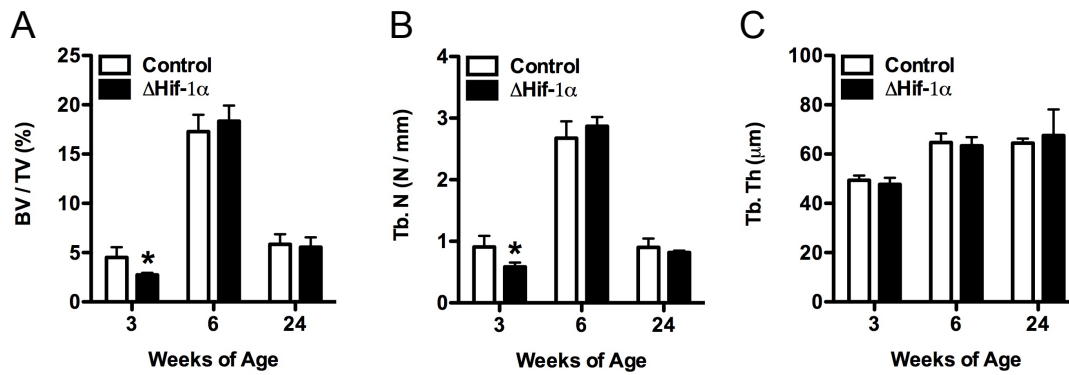 A
B
C
25
20
15
10
5
0
BV / TV (%)
Control
ΔHif-1α
*
3
6
24
Weeks of Age
4
3
2
1
0
Tb. N (N / mm)
Control
ΔHif-1α
*
3
6
24
Weeks of Age
100
80
60
40
20
0
Tb. Th (μm)
Control
ΔHif-1α
3
6
24
Weeks of Age